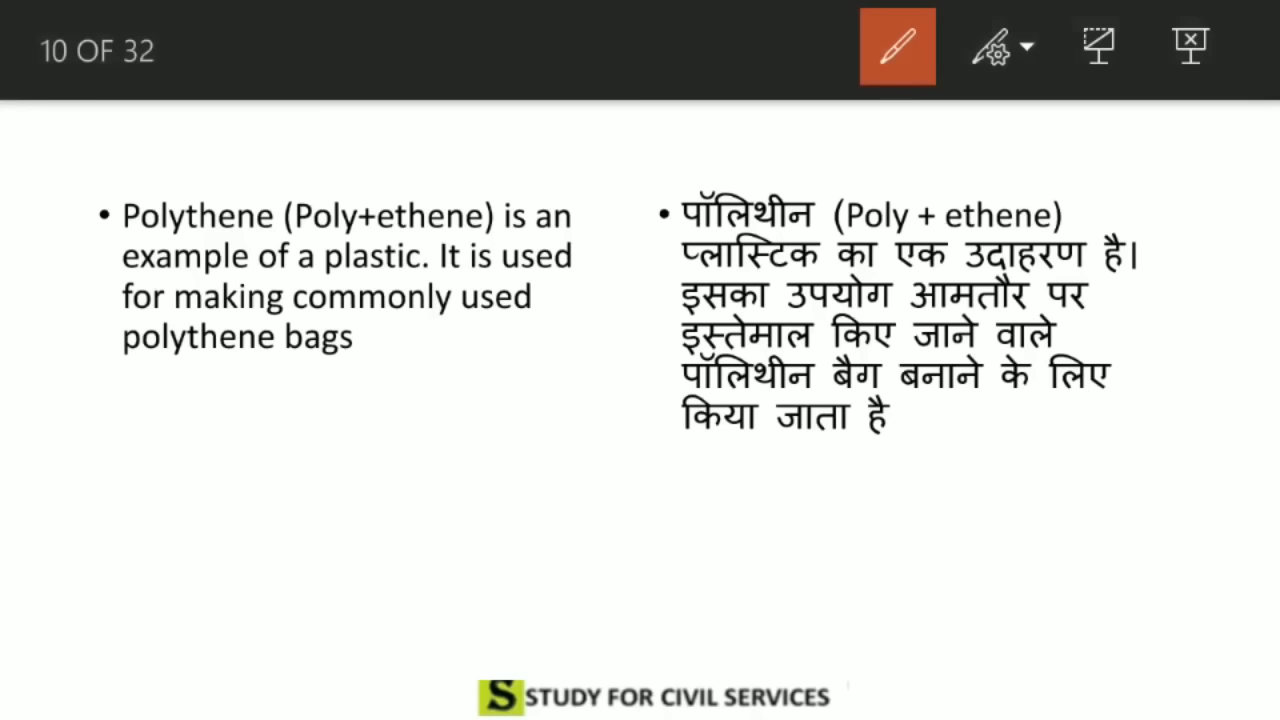 10 OF 32
• Polythene (Poly+ethene) is an
example of a plastic. It is used
for making commonly used
polythene bags
• पॉलिथीन (Poly + ethene)
प्लास्टिक का एक उदाहरण है।
इसका उपयोग आमतौर पर
इस्तेमाल किए जाने वाले
पॉलिथीन बैग बनाने के लिए
किया जाता है
S STUDY FOR CIVIL SERVICES